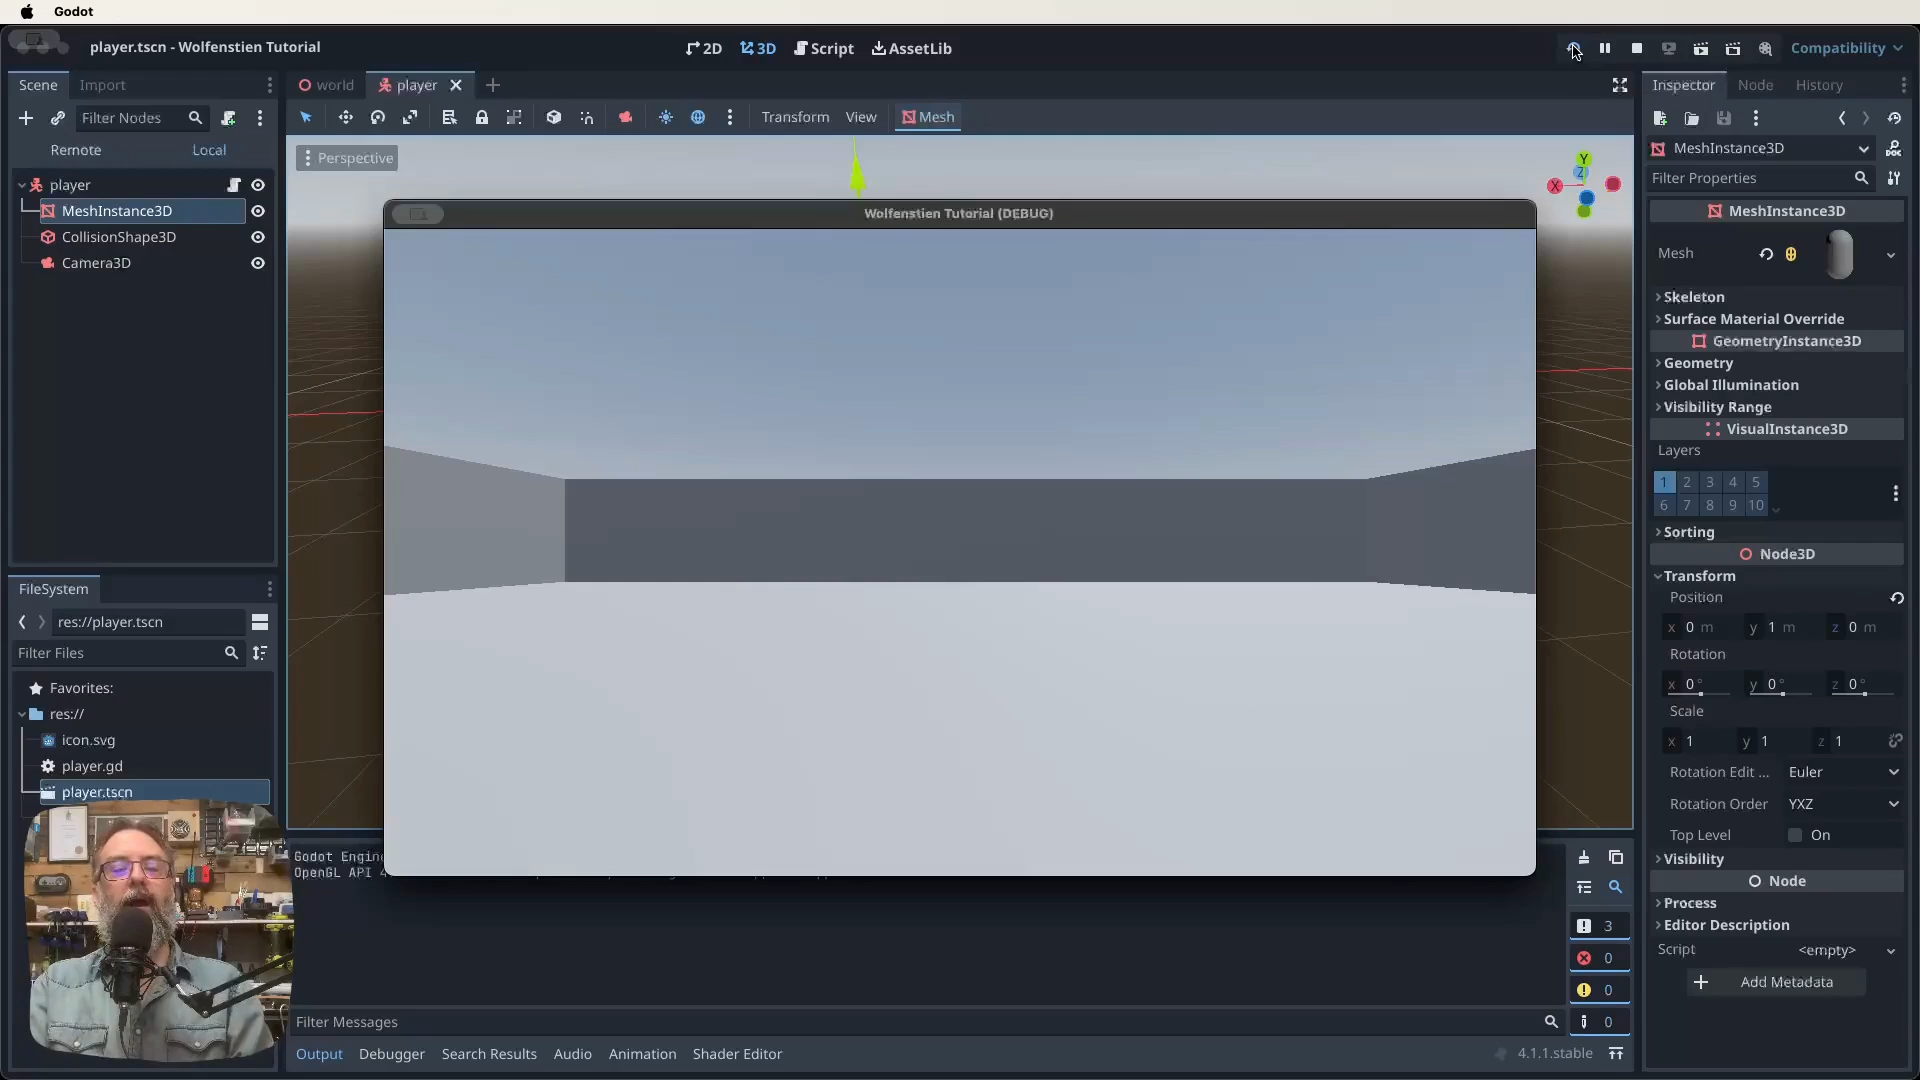 Godot
player.tscn - Wolfenstien Tutorial
2D
3D
Script
AssetLib
Compatibility
Scene
Import
world
player
Inspector
Node
History
Filter Nodes
Transform
View
Mesh
Remote
Local
Perspective
MeshInstance3D
Filter Properties
player
MeshInstance3D
CollisionShape3D
Camera3D
Y
Z
X
Wolfenstien Tutorial (DEBUG)
MeshInstance3D
Mesh
Skeleton
Surface Material Override
GeometryInstance3D
Geometry
Global Illumination
Visibility Range
VisualInstance3D
Layers
1 2 3 4 5
6 7 8 9 10
Sorting
Node3D
Transform
Position
x 0 m y 1 m z 0 m
Rotation
x 0° y 0° z 0°
Scale
x 1 y 1 z 1
Rotation Edit ... Euler
Rotation Order YXZ
Top Level On
Visibility
Node
Process
Editor Description
Script <empty>
Add Metadata
FileSystem
res://player.tscn
Filter Files
Favorites:
res://
icon.svg
player.gd
player.tscn
Godot Engin
OpenGL API 4
3
0
0
0
Filter Messages
Output
Debugger
Search Results
Audio
Animation
Shader Editor
4.1.1.stable